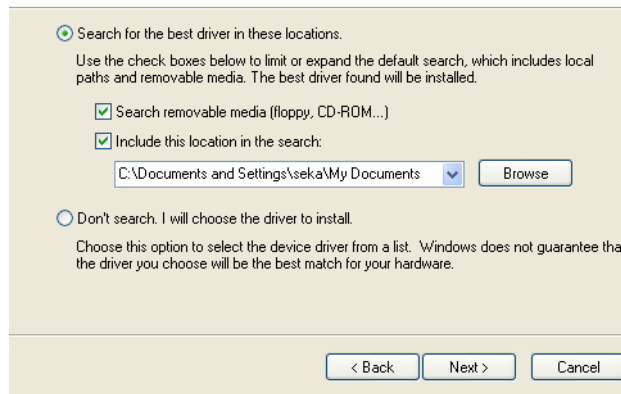 Search for the best driver in these locations.
Use the check boxes below to limit or expand the default search, which includes local
paths and removable media. The best driver found will be installed.
Search removable media (floppy, CD-ROM...)
Include this location in the search:
C:\Documents and Settings\seka\My Documents
Browse
Don't search. I will choose the driver to install.
Choose this option to select the device driver from a list. Windows does not guarantee tha
the driver you choose will be the best match for your hardware.
< Back Next > Cancel